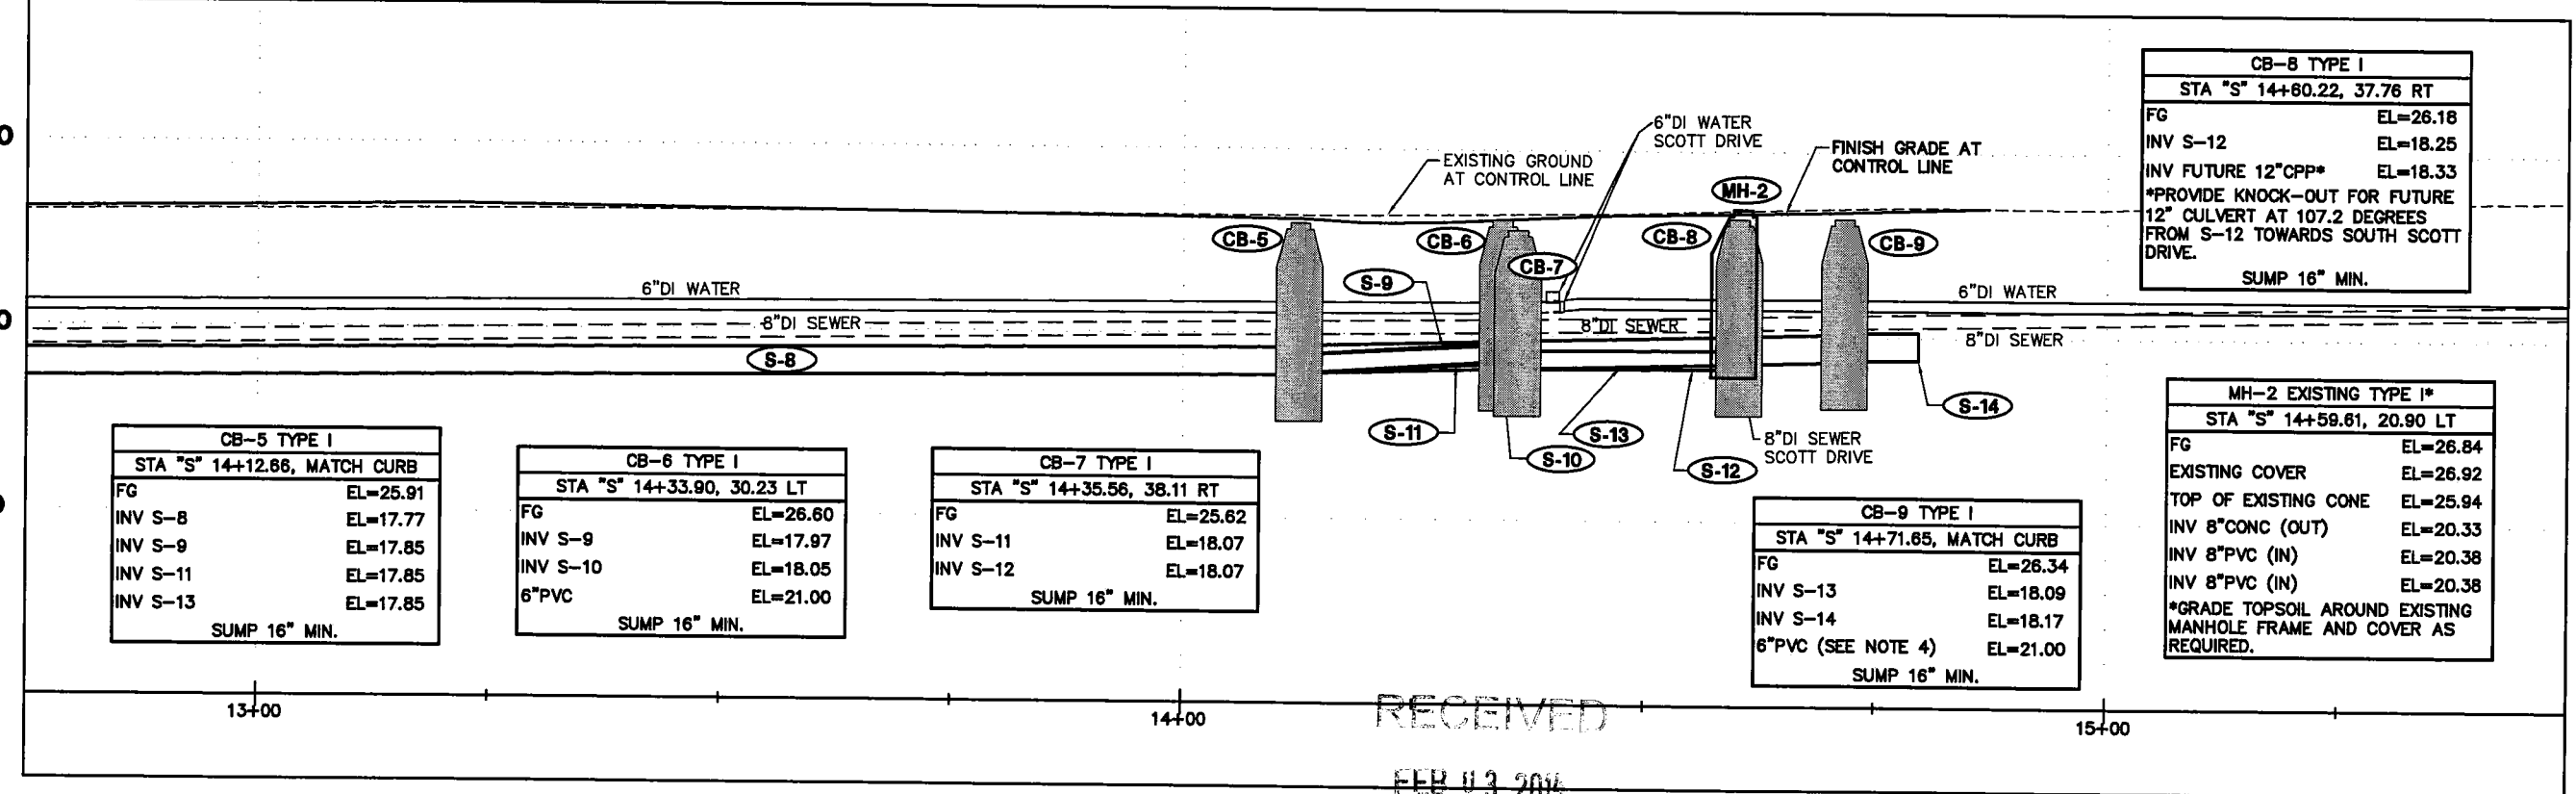 CB-8 TYPE I
STA "S" 14+60.22, 37.76 RT
FG EL=26.18
INV S-12 EL=18.25
INV FUTURE 12"CPP* EL=18.33
*PROVIDE KNOCK-OUT FOR FUTURE
12" CULVERT AT 107.2 DEGREES
FROM S-12 TOWARDS SOUTH SCOTT
DRIVE.
SUMP 16" MIN.
0
6"DI WATER
SCOTT DRIVE
EXISTING GROUND
AT CONTROL LINE
FINISH GRADE AT
CONTROL LINE
MH-2
CB-5
CB-6
CB-7
CB-8
CB-9
S-9
6"DI WATER
6"DI WATER
0
8"DI SEWER
8"DI SEWER
8"DI SEWER
S-8
S-14
S-11
S-13
S-10
S-12
8"DI SEWER
SCOTT DRIVE
CB-5 TYPE I
STA "S" 14+12.66, MATCH CURB
FG EL=25.91
INV S-8 EL=17.77
INV S-9 EL=17.85
INV S-11 EL=17.85
INV S-13 EL=17.85
SUMP 16" MIN.
CB-6 TYPE I
STA "S" 14+33.90, 30.23 LT
FG EL=26.60
INV S-9 EL=17.97
INV S-10 EL=18.05
6"PVC EL=21.00
SUMP 16" MIN.
CB-7 TYPE I
STA "S" 14+35.56, 38.11 RT
FG EL=25.62
INV S-11 EL=18.07
INV S-12 EL=18.07
SUMP 16" MIN.
CB-9 TYPE I
STA "S" 14+71.65, MATCH CURB
FG EL=26.34
INV S-13 EL=18.09
INV S-14 EL=18.17
6"PVC (SEE NOTE 4) EL=21.00
SUMP 16" MIN.
MH-2 EXISTING TYPE I*
STA "S" 14+59.61, 20.90 LT
FG EL=26.84
EXISTING COVER EL=26.92
TOP OF EXISTING CONE EL=25.94
INV 8"CONC (OUT) EL=20.33
INV 8"PVC (IN) EL=20.38
INV 8"PVC (IN) EL=20.38
*GRADE TOPSOIL AROUND EXISTING
MANHOLE FRAME AND COVER AS
REQUIRED.
13+00
14+00
15+00
RECEIVED
FEB 03 2014